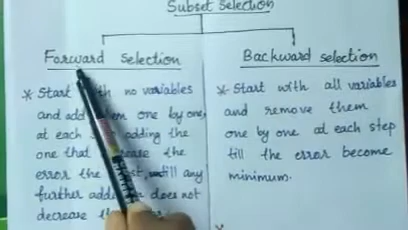 Subset Selection
Forward selection
* Start no variables
and add one by one,
at each adding the
one that the
error the till any
further does not
decrease
Backward selection
* Start with all variables
and remove them
one by one at each step
till the error become
minimum.